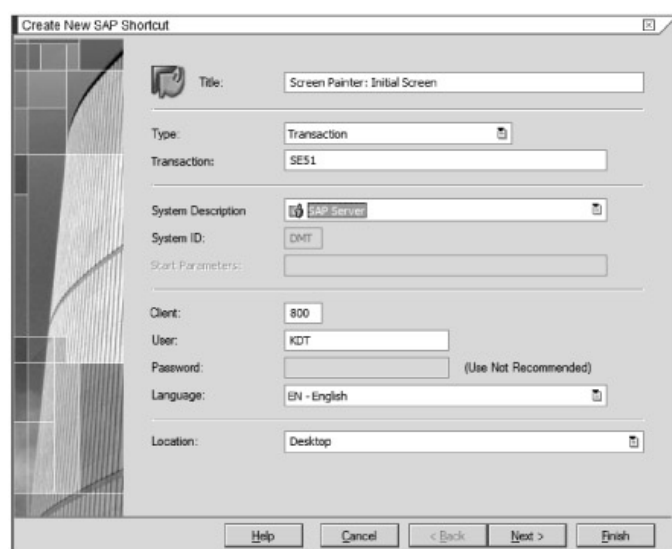 Create New SAP Shortcut
Title: Screen Painter: Initial Screen
Type: Transaction
Transaction: SE51
System Description SAP Server
System ID: DMT
Start Parameters:
Client: 800
User: KDT
Password: (Use Not Recommended)
Language: EN - English
Location: Desktop
Help Cancel < Back Next > Finish